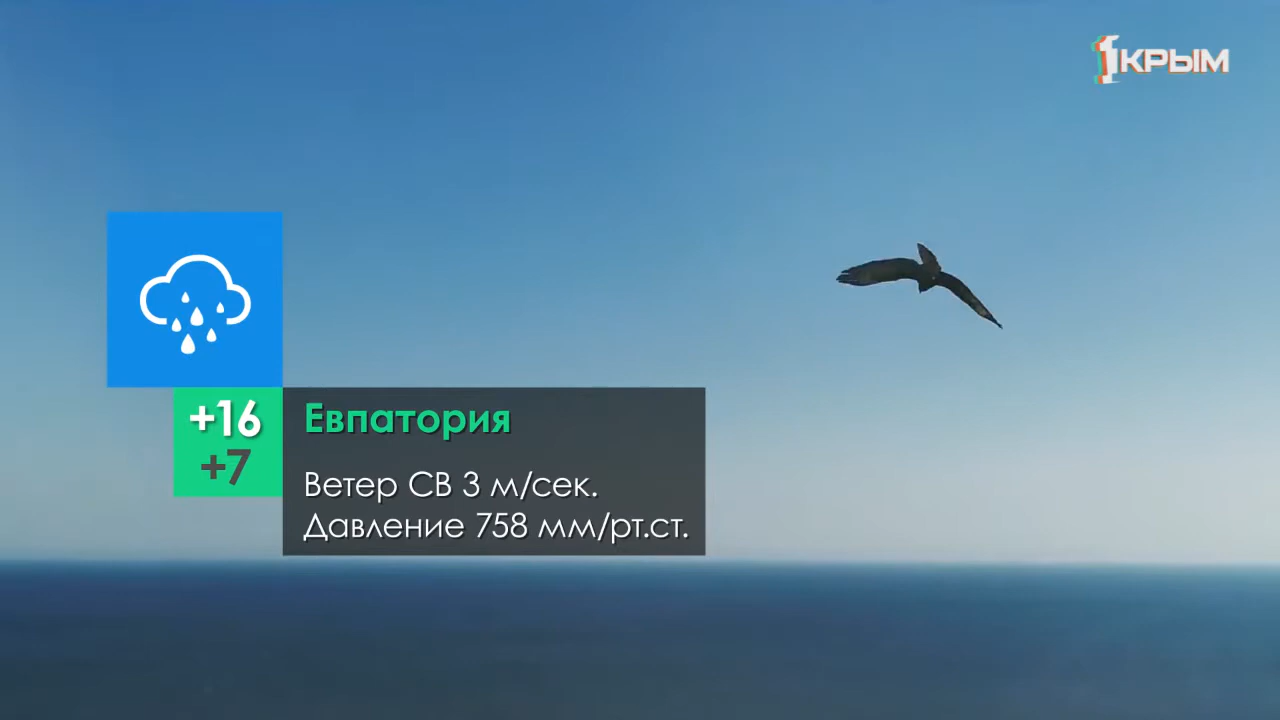 1КРЫМ
+16
+7
Евпатория
Ветер СВ 3 м/сек.
Давление 758 мм/рт.ст.